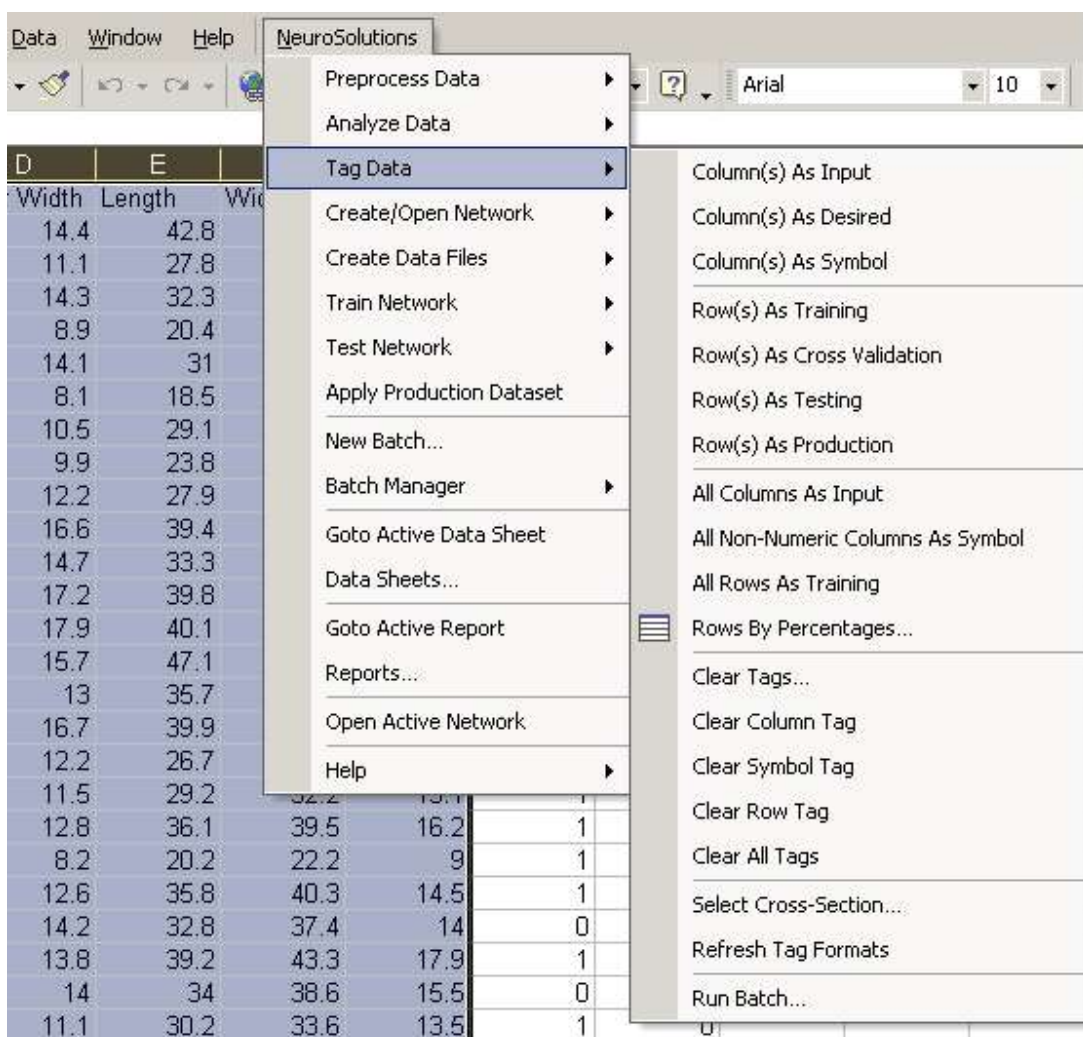 Data Window Help NeuroSolutions
Arial 10
Preprocess Data
Analyze Data
Tag Data
Create/Open Network
Create Data Files
Train Network
Test Network
Apply Production Dataset
New Batch...
Batch Manager
Goto Active Data Sheet
Data Sheets...
Goto Active Report
Reports...
Open Active Network
Help
Column(s) As Input
Column(s) As Desired
Column(s) As Symbol
Row(s) As Training
Row(s) As Cross Validation
Row(s) As Testing
Row(s) As Production
All Columns As Input
All Non-Numeric Columns As Symbol
All Rows As Training
Rows By Percentages...
Clear Tags...
Clear Column Tag
Clear Symbol Tag
Clear Row Tag
Clear All Tags
Select Cross-Section...
Refresh Tag Formats
Run Batch...
D E
Width Length
14.4 42.8
11.1 27.8
14.3 32.3
8.9 20.4
14.1 31
8.1 18.5
10.5 29.1
9.9 23.8
12.2 27.9
16.6 39.4
14.7 33.3
17.2 39.8
17.9 40.1
15.7 47.1
13 35.7
16.7 39.9
12.2 26.7
11.5 29.2
12.8 36.1 39.5 16.2 1
8.2 20.2 22.2 9 1
12.6 35.8 40.3 14.5 1
14.2 32.8 37.4 14 0
13.8 39.2 43.3 17.9 1
14 34 38.6 15.5 0
11.1 30.2 33.6 13.5 1 0